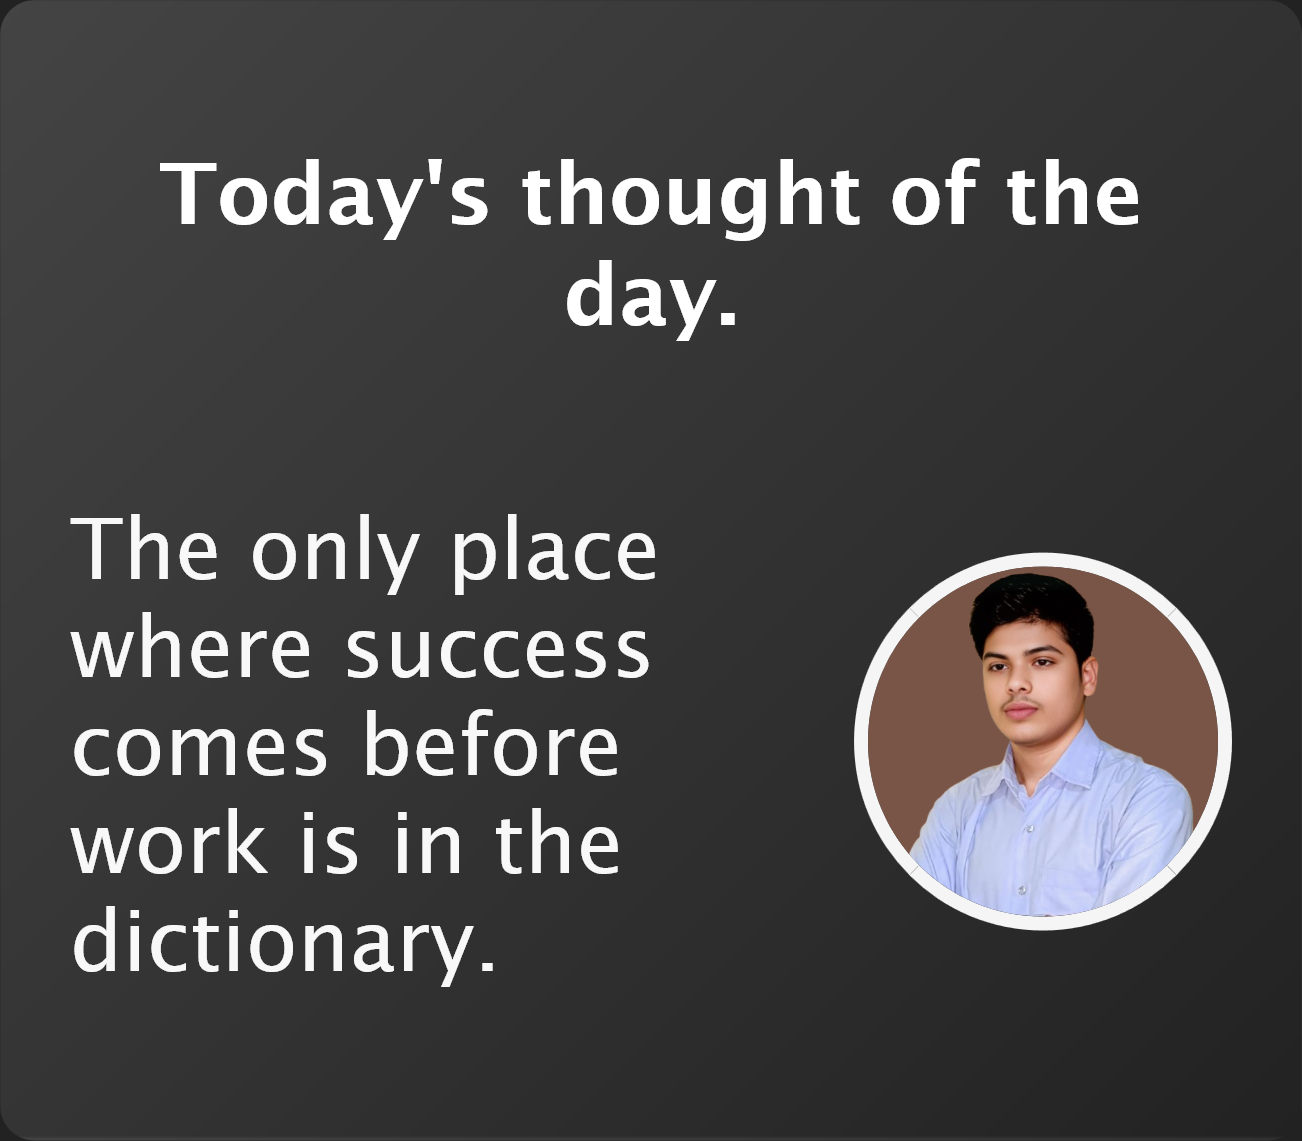 Today's thought of the
day.
The only place
where success
comes before
work is in the
dictionary.